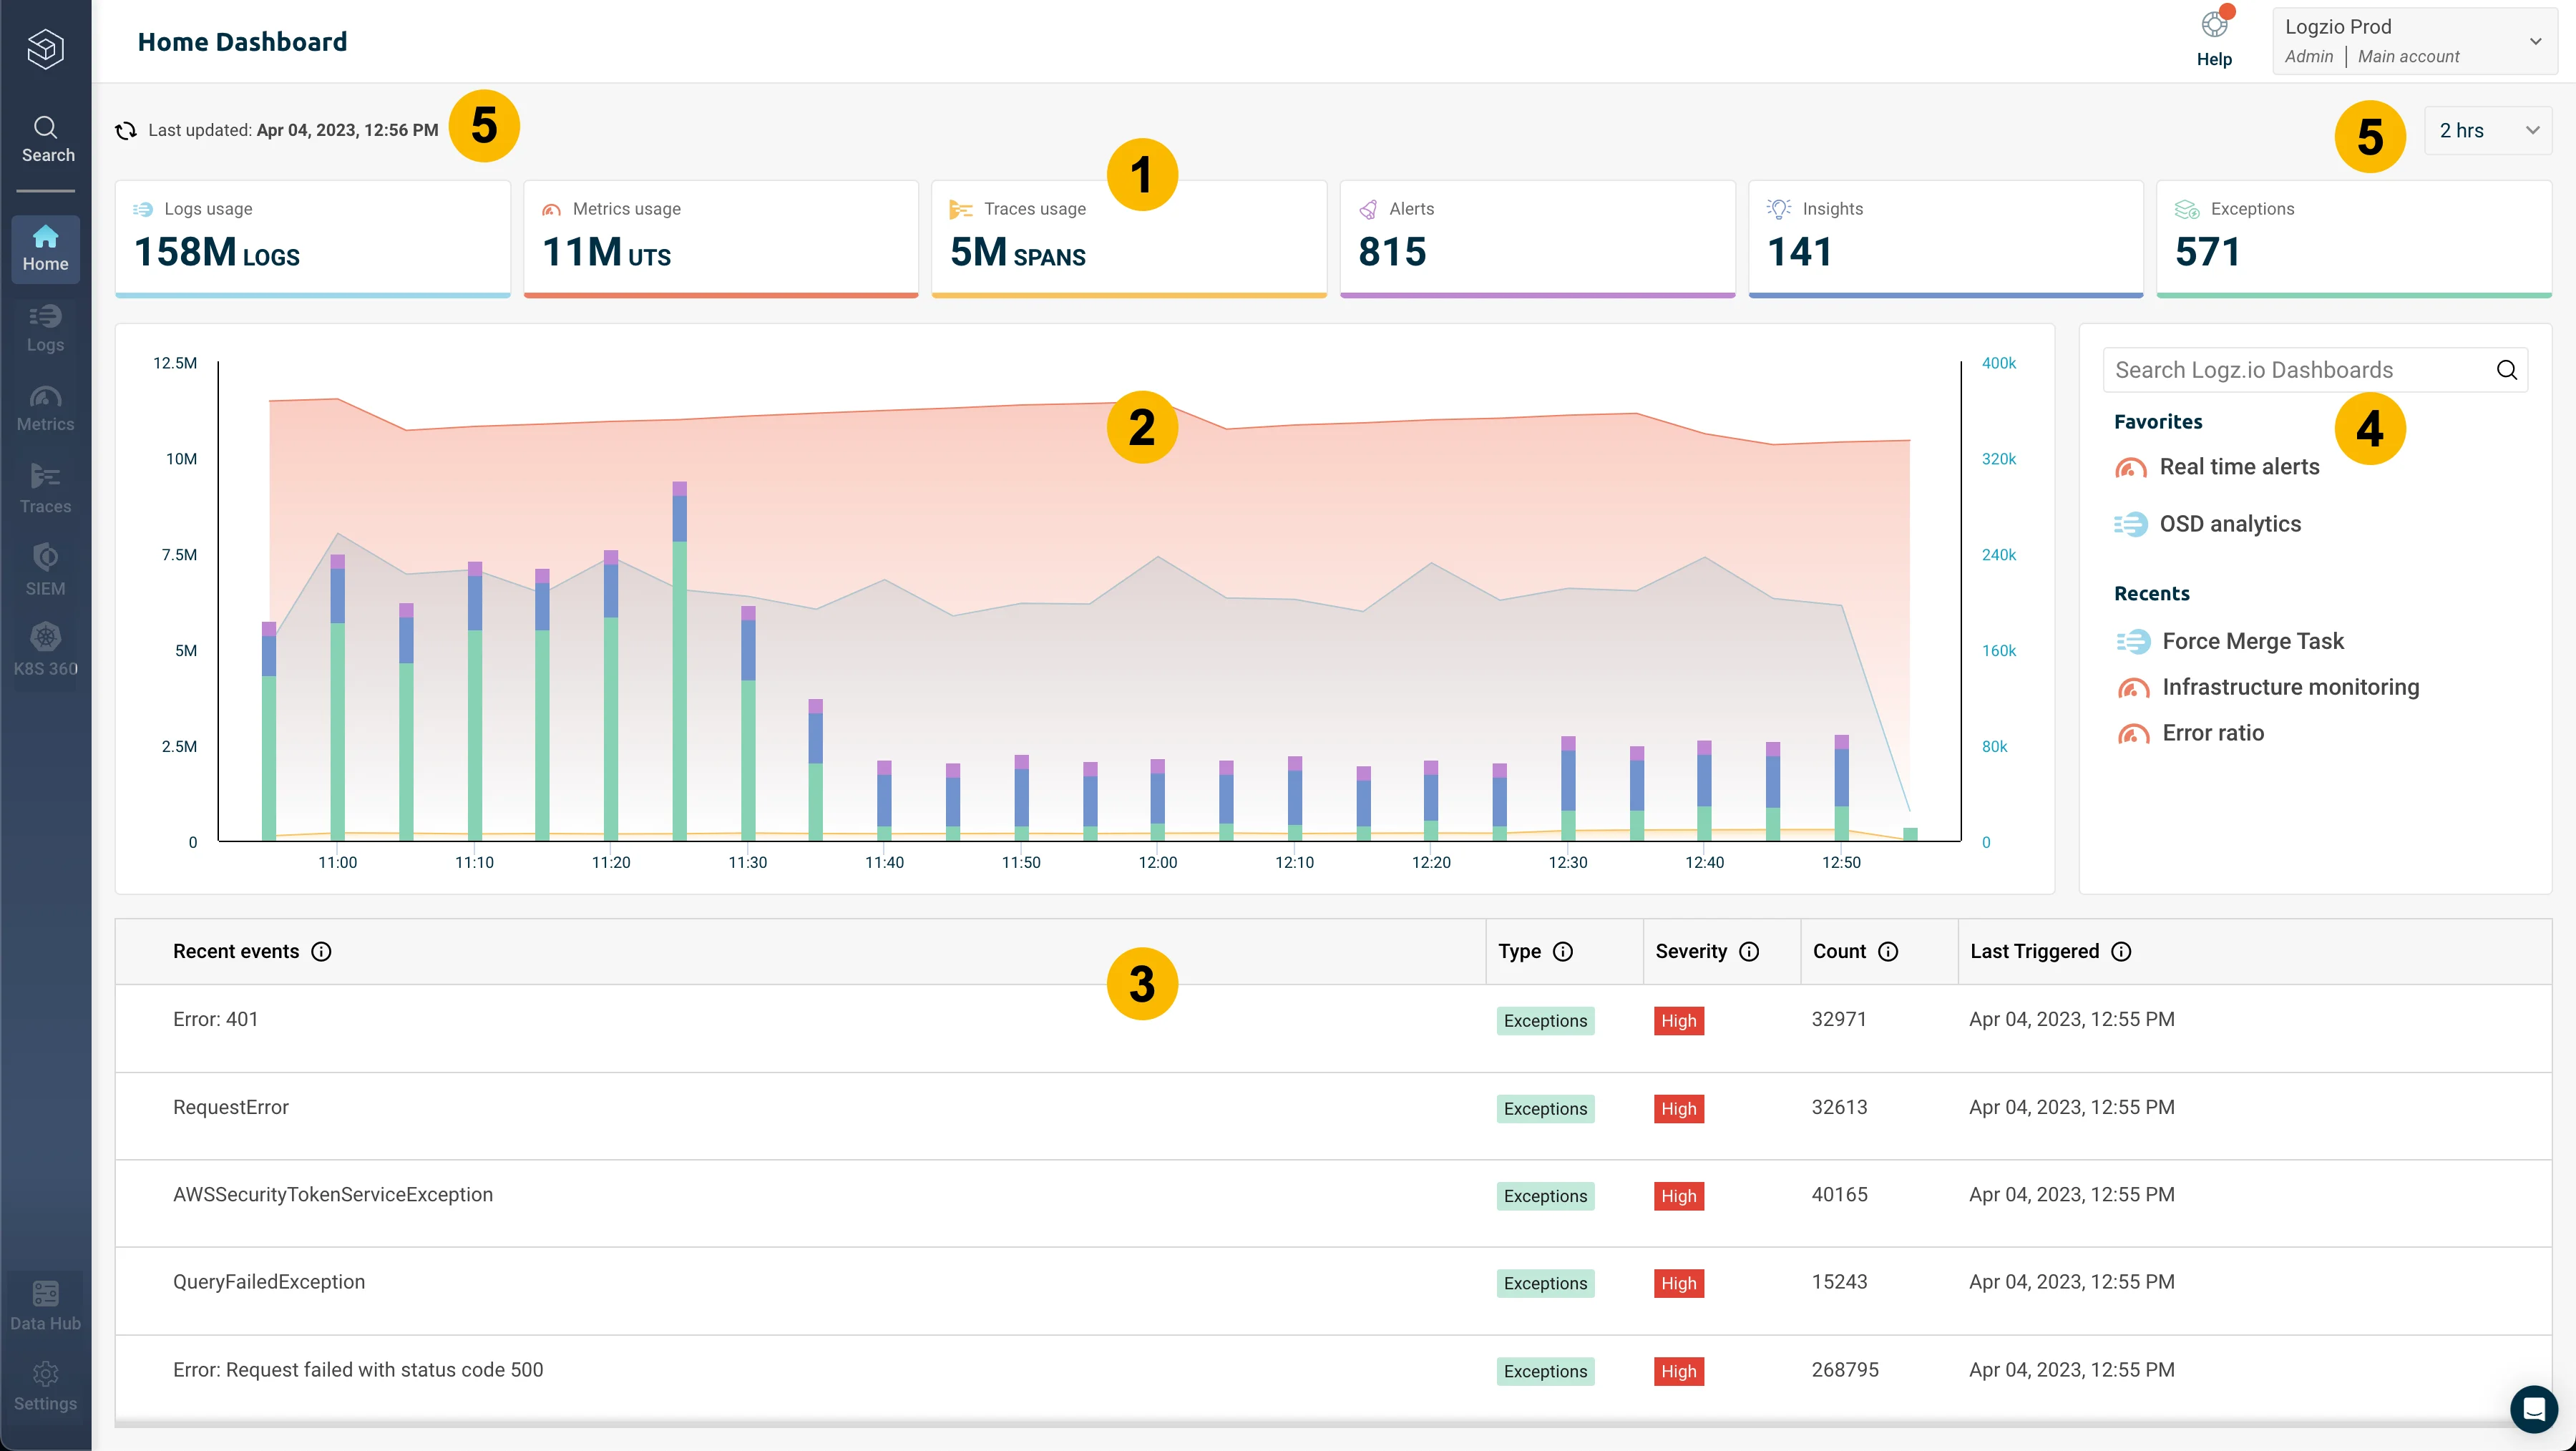 Home Dashboard
Help
Logzio Prod
Admin | Main account
Search
Home
Logs
Metrics
Traces
SIEM
K8S 360
Data Hub
Settings
Last updated: Apr 04, 2023, 12:56 PM
5
5
2 hrs
1
Logs usage
158M LOGS
Metrics usage
11M UTS
Traces usage
5M SPANS
Alerts
815
Insights
141
Exceptions
571
12.5M
10M
7.5M
5M
2.5M
0
2
400k
320k
240k
160k
80k
0
11:00 11:10 11:20 11:30 11:40 11:50 12:00 12:10 12:20 12:30 12:40 12:50
Search Logz.io Dashboards
4
Favorites
Real time alerts
OSD analytics
Recents
Force Merge Task
Infrastructure monitoring
Error ratio
3
Recent events Type Severity Count Last Triggered
Error: 401 Exceptions High 32971 Apr 04, 2023, 12:55 PM
RequestError Exceptions High 32613 Apr 04, 2023, 12:55 PM
AWSSecurityTokenServiceException Exceptions High 40165 Apr 04, 2023, 12:55 PM
QueryFailedException Exceptions High 15243 Apr 04, 2023, 12:55 PM
Error: Request failed with status code 500 Exceptions High 268795 Apr 04, 2023, 12:55 PM